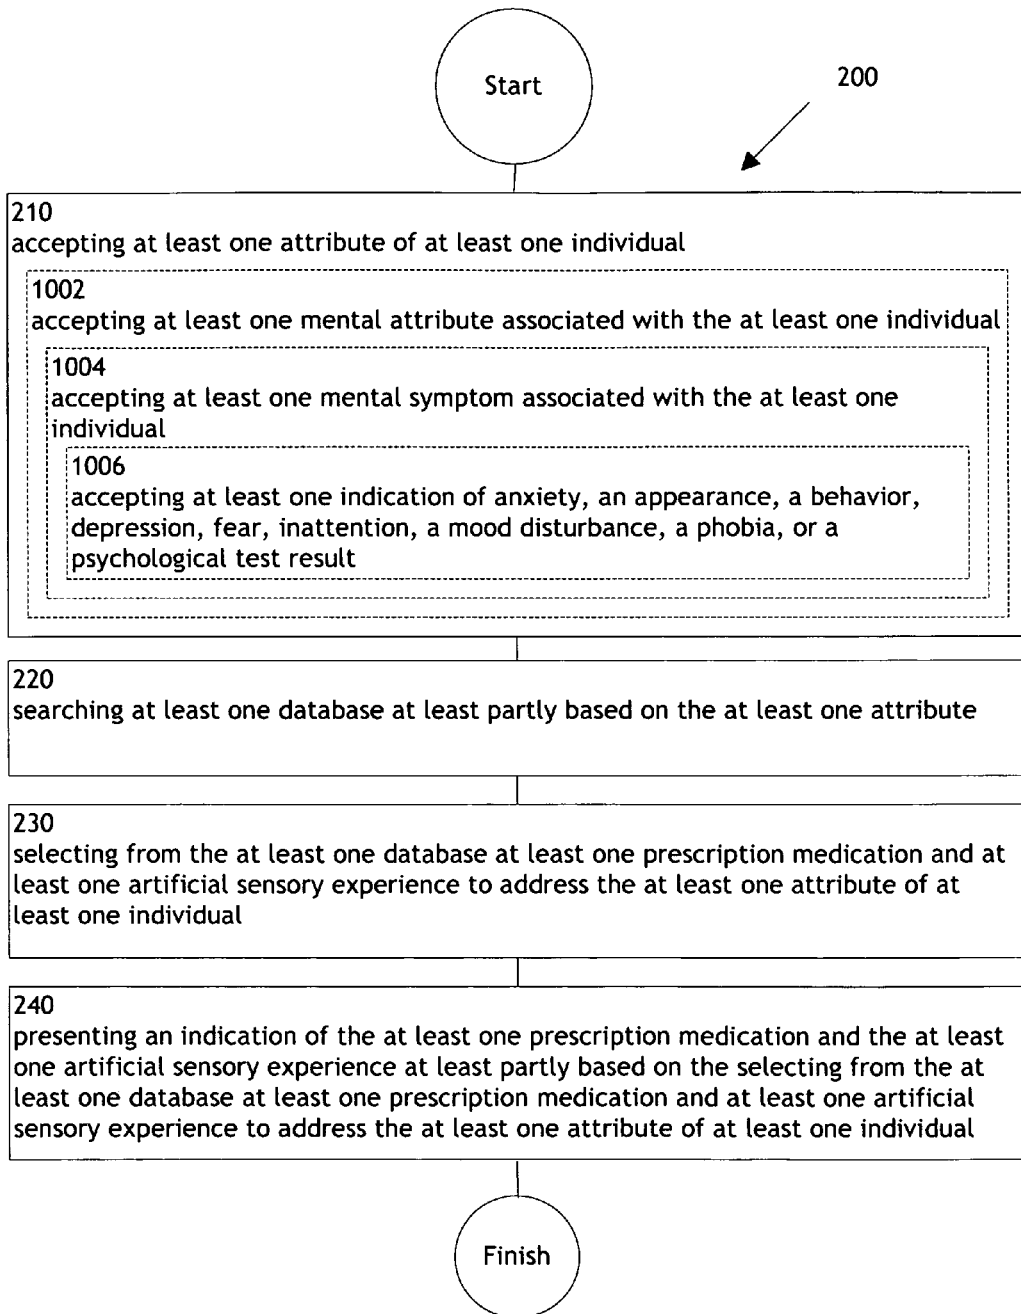 Start
200
210
accepting at least one attribute of at least one individual
1002
accepting at least one mental attribute associated with the at least one individual
1004
accepting at least one mental symptom associated with the at least one
individual
1006
accepting at least one indication of anxiety, an appearance, a behavior,
depression, fear, inattention, a mood disturbance, a phobia, or a
psychological test result
220
searching at least one database at least partly based on the at least one attribute
230
selecting from the at least one database at least one prescription medication and at
least one artificial sensory experience to address the at least one attribute of at
least one individual
240
presenting an indication of the at least one prescription medication and the at least
one artificial sensory experience at least partly based on the selecting from the at
least one database at least one prescription medication and at least one artificial
sensory experience to address the at least one attribute of at least one individual
Finish